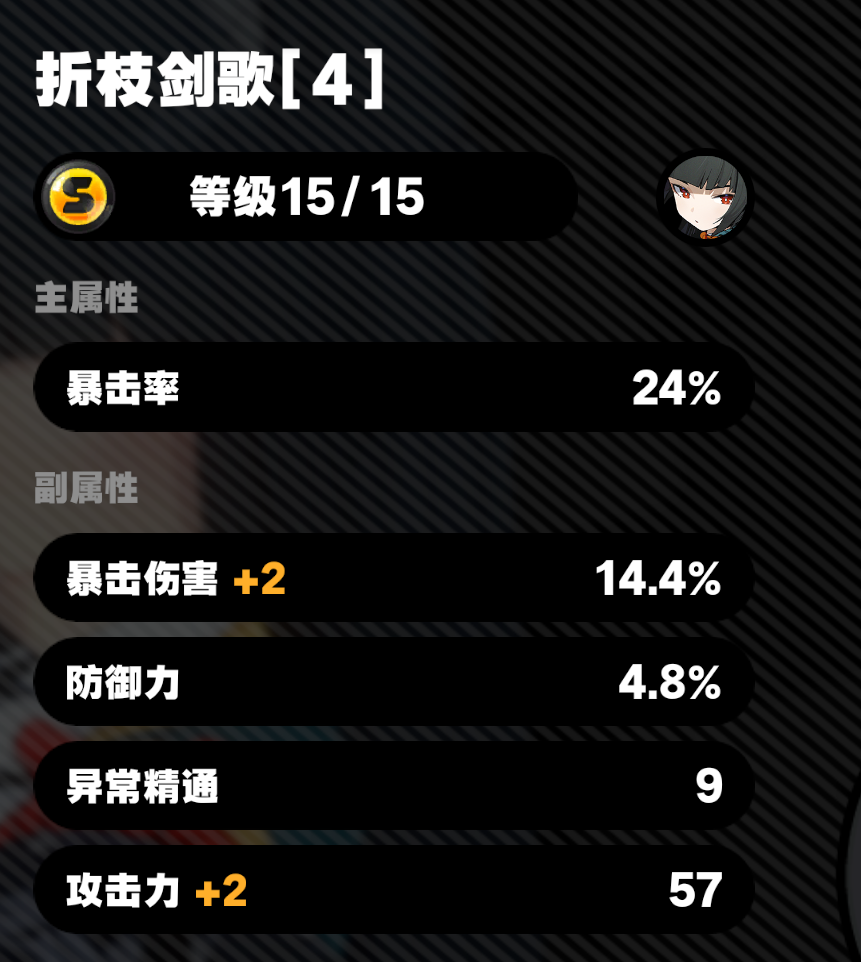 折枝剑歌[4]
S 等级15/15
主属性
暴击率 24%
副属性
暴击伤害 +2 14.4%
防御力 4.8%
异常精通 9
攻击力 +2 57